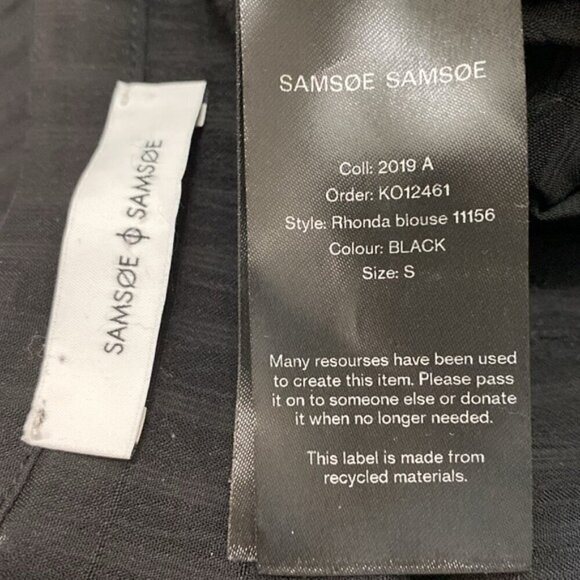 SAMSØE ϕ SAMSØE
SAMSØE SAMSØE
Coll: 2019 A
Order: KO12461
Style: Rhonda blouse 11156
Colour: BLACK
Size: S
Many resourses have been used
to create this item. Please pass
it on to someone else or donate
it when no longer needed.
This label is made from
recycled materials.